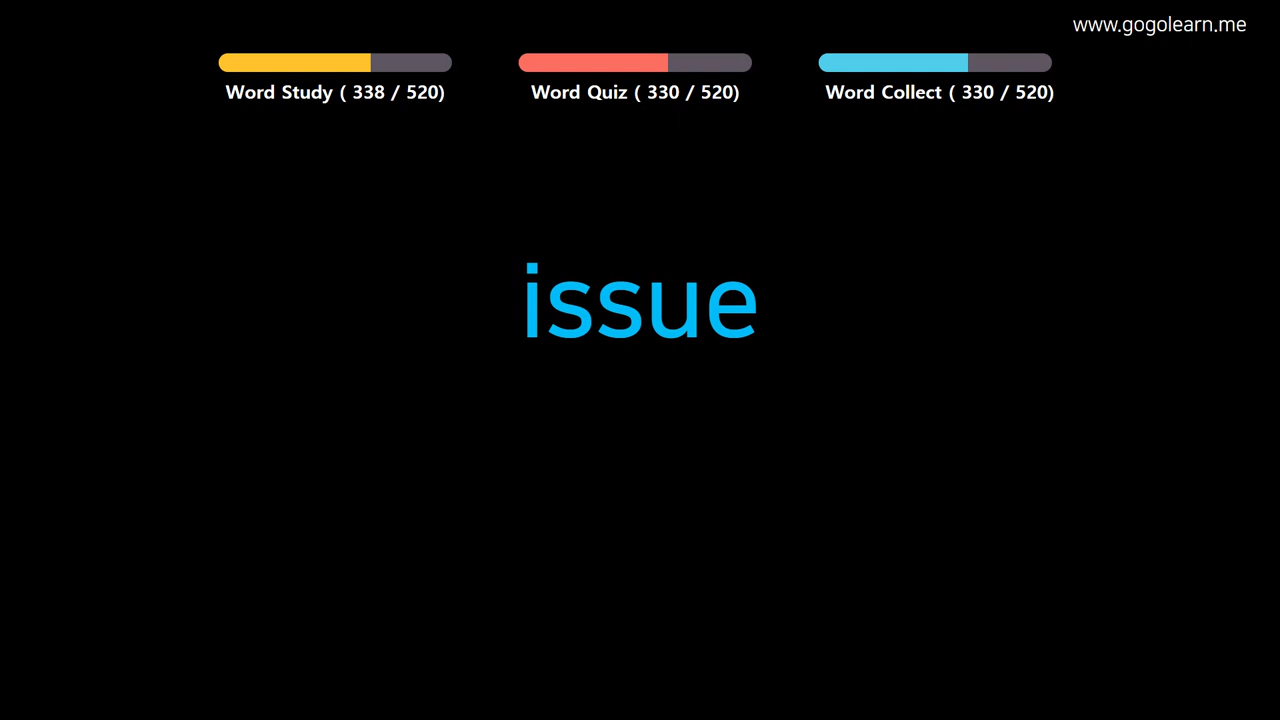 www.gogolearn.me
Word Study ( 338 / 520)
Word Quiz ( 330 / 520)
Word Collect ( 330 / 520)
issue